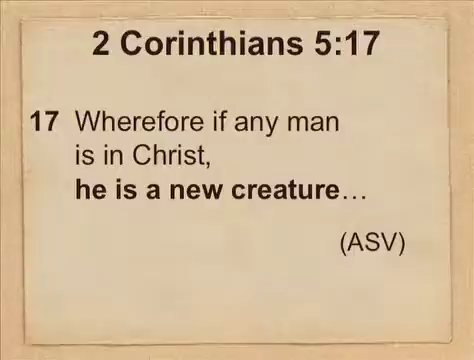 2 Corinthians 5:17
17 Wherefore if any man
is in Christ,
he is a new creature…
(ASV)